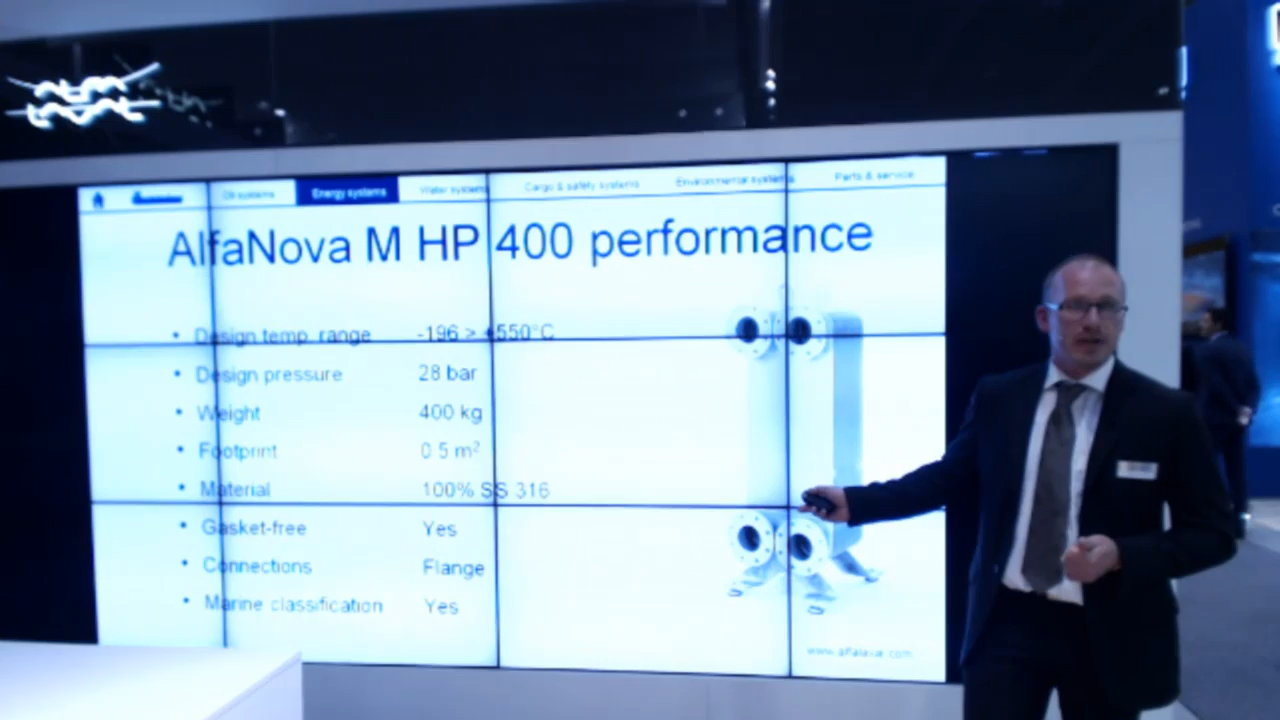 Oil systems
Energy systems
Water systems
Cargo & safety systems
Environmental systems
Parts & service
AlfaNova M HP 400 performance
• Design temp. range -196 > +550°C
• Design pressure 28 bar
• Weight 400 kg
• Footprint 0.5 m²
• Material 100% SS 316
• Gasket-free Yes
• Connections Flange
• Marine classification Yes
www.alfalaval.com